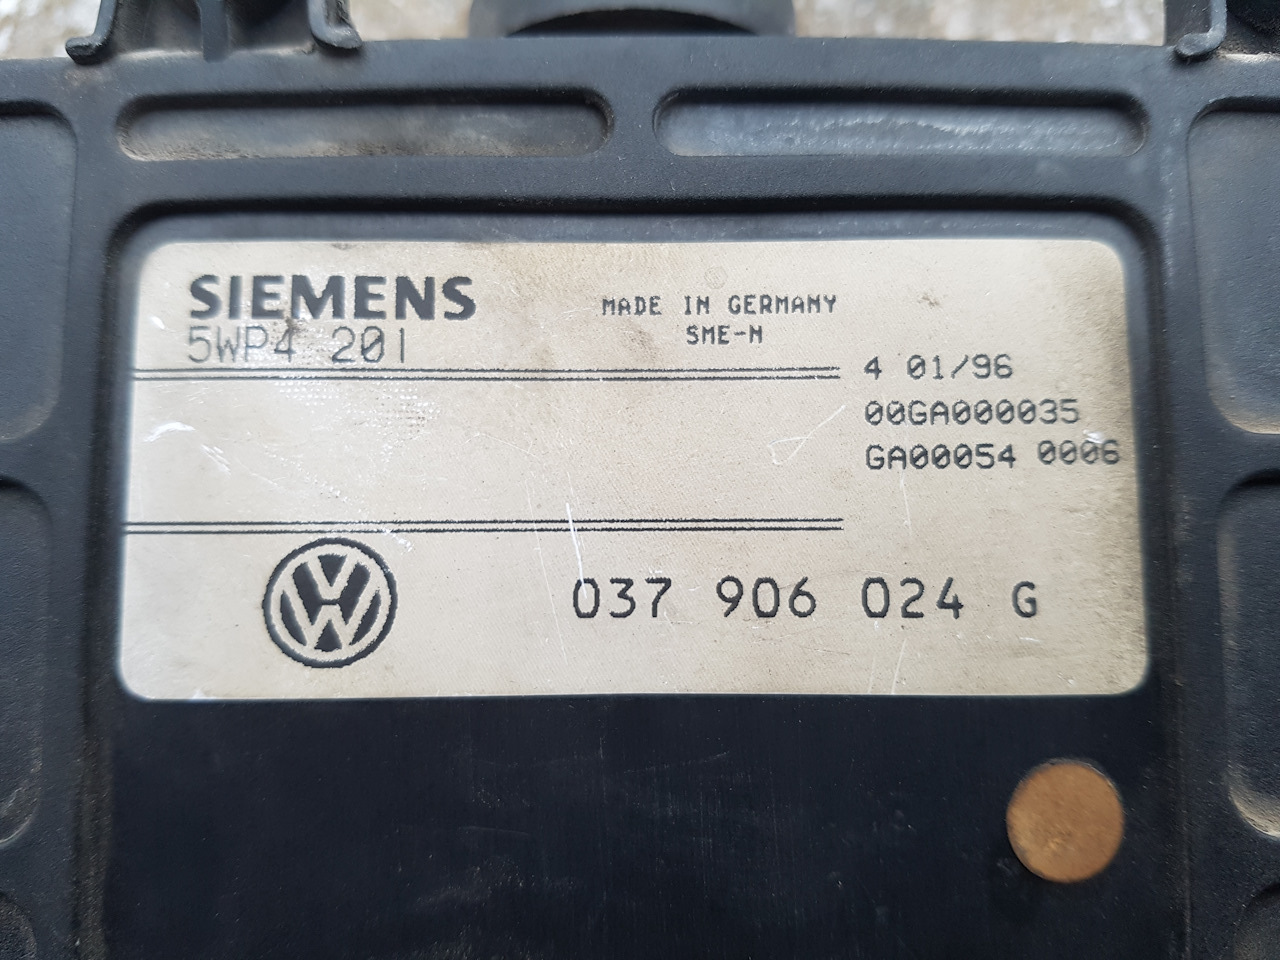 SIEMENS
5WP4 201
MADE IN GERMANY
SME-N
4 01/96
00GA000035
GA00054 0006
037 906 024 G